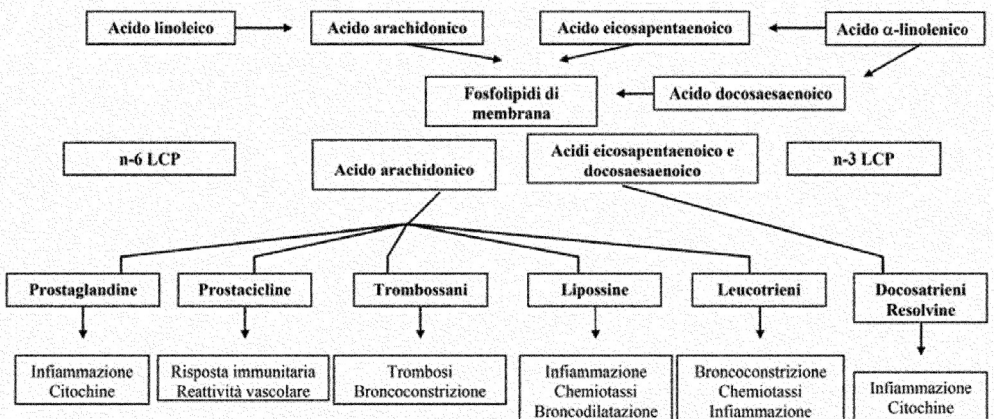 Acido linoleico
Acido arachidonico
Acido eicosapentaenoico
Acido α-linolenico
Fosfolipidi di
membrana
Acido docosaesaenoico
n-6 LCP
Acido arachidonico
Acidi eicosapentaenoico e
docosaesaenoico
n-3 LCP
Prostaglandine
Prostacicline
Trombossani
Lipossine
Leucotrieni
Docosatrieni
Resolvine
Infiammazione
Citochine
Risposta immunitaria
Reattività vascolare
Trombosi
Broncoconstrizione
Infiammazione
Chemiotassi
Broncodilatazione
Broncoconstrizione
Chemiotassi
Infiammazione
Infiammazione
Citochine